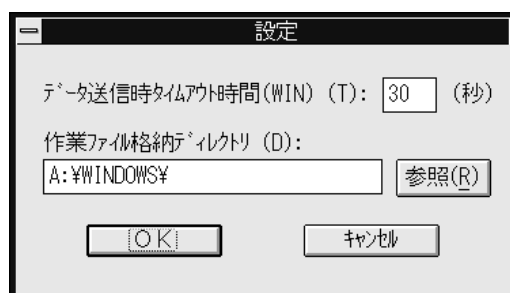 設定
ﾃﾞｰﾀ送信時ﾀｲﾑｱｳﾄ時間(WIN) (T): 30 (秒)
作業ﾌｧｲﾙ格納ﾃﾞｨﾚｸﾄﾘ (D):
A:¥WINDOWS¥ 参照(R)
OK ｷｬﾝｾﾙ